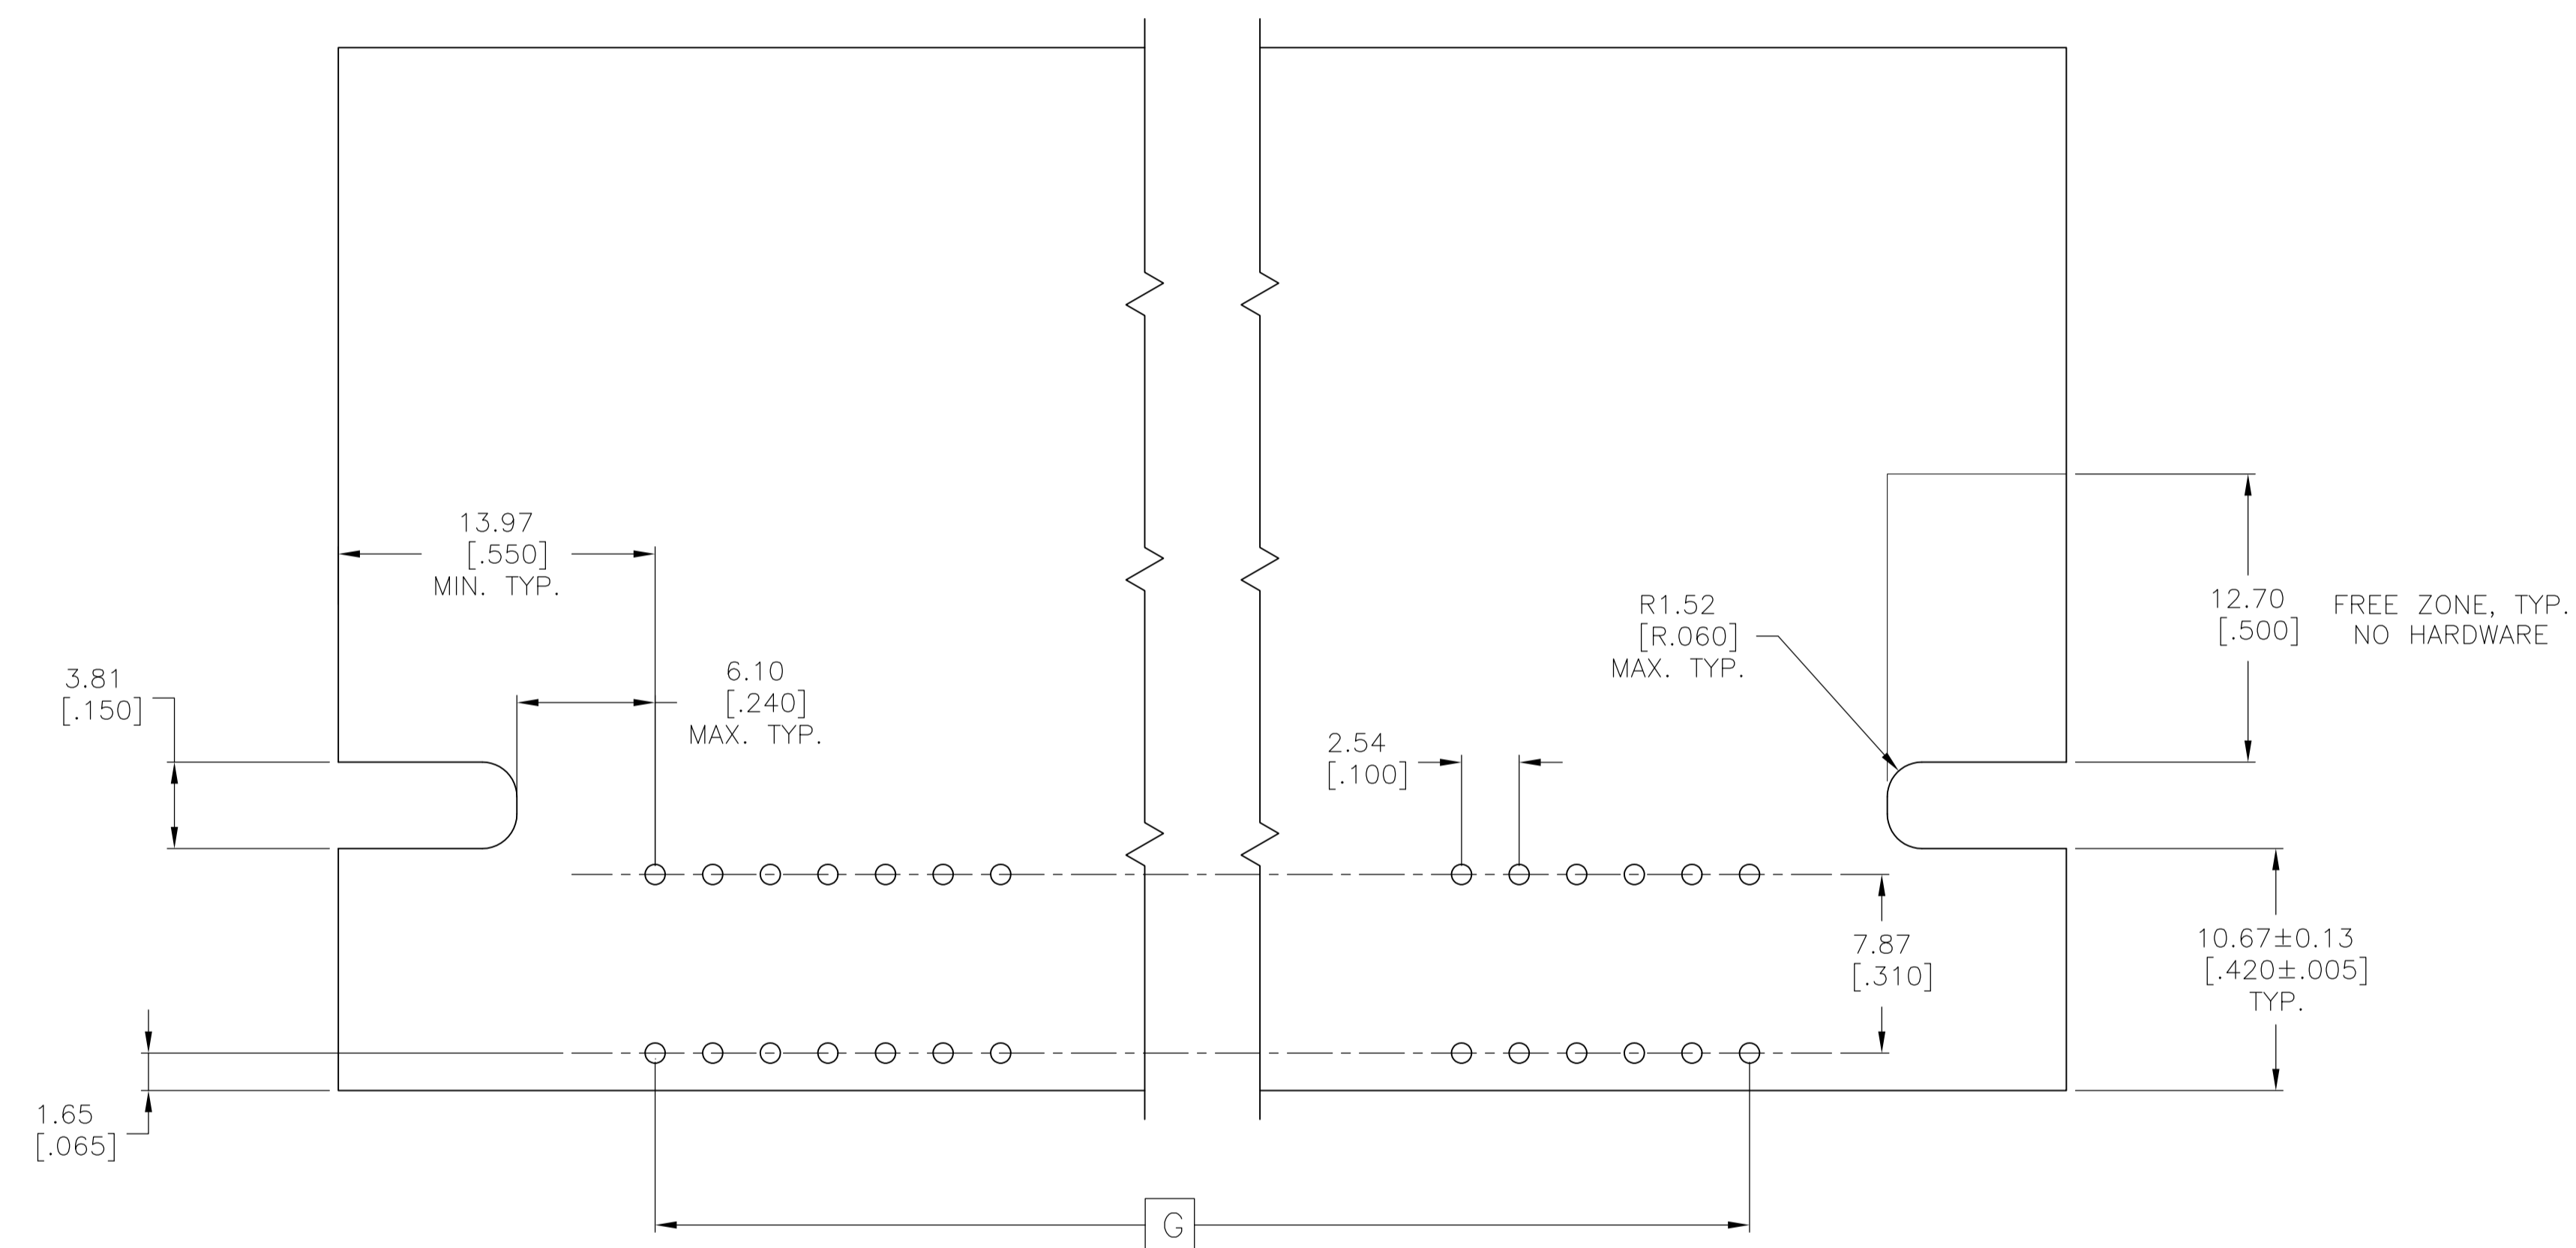 13.97
[.550]
MIN. TYP.
R1.52
[R.060]
MAX. TYP.
12.70
[.500]
FREE ZONE, TYP.
NO HARDWARE
3.81
[.150]
6.10
[.240]
MAX. TYP.
2.54
[.100]
7.87
[.310]
10.67±0.13
[.420±.005]
TYP.
1.65
[.065]
G